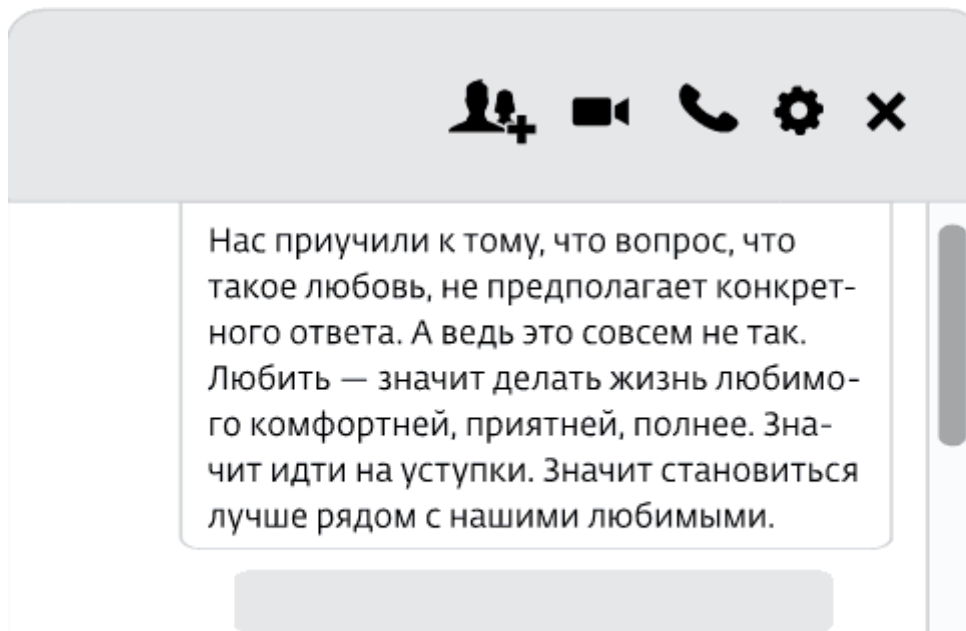 Нас приучили к тому, что вопрос, что
такое любовь, не предполагает конкрет-
ного ответа. А ведь это совсем не так.
Любить — значит делать жизнь любимо-
го комфортней, приятней, полнее. Зна-
чит идти на уступки. Значит становиться
лучше рядом с нашими любимыми.